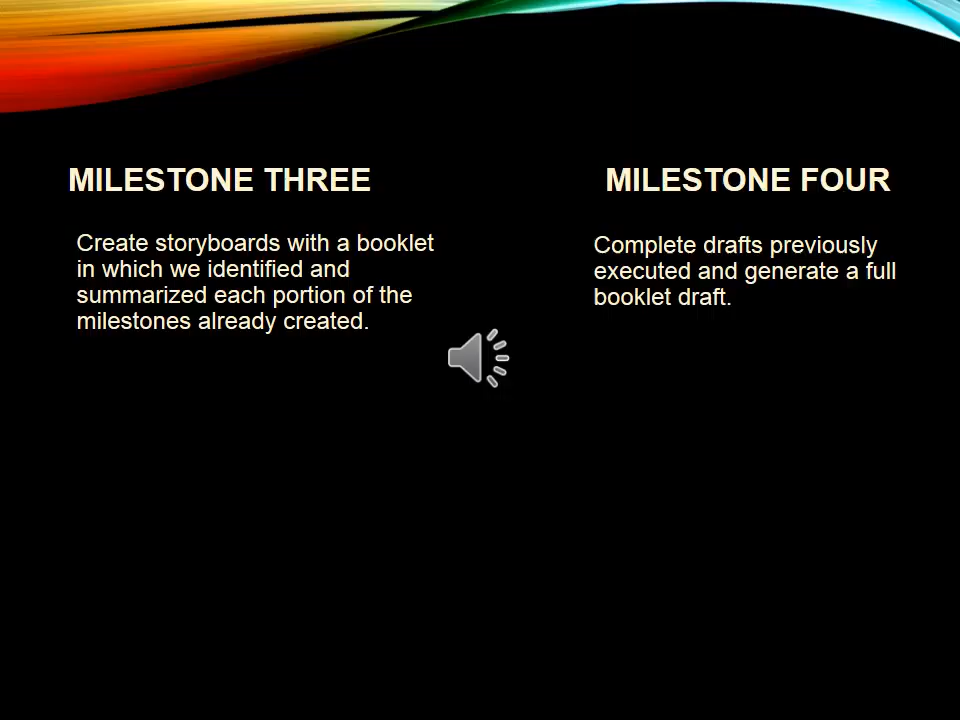 MILESTONE THREE
Create storyboards with a booklet
in which we identified and
summarized each portion of the
milestones already created.
MILESTONE FOUR
Complete drafts previously
executed and generate a full
booklet draft.